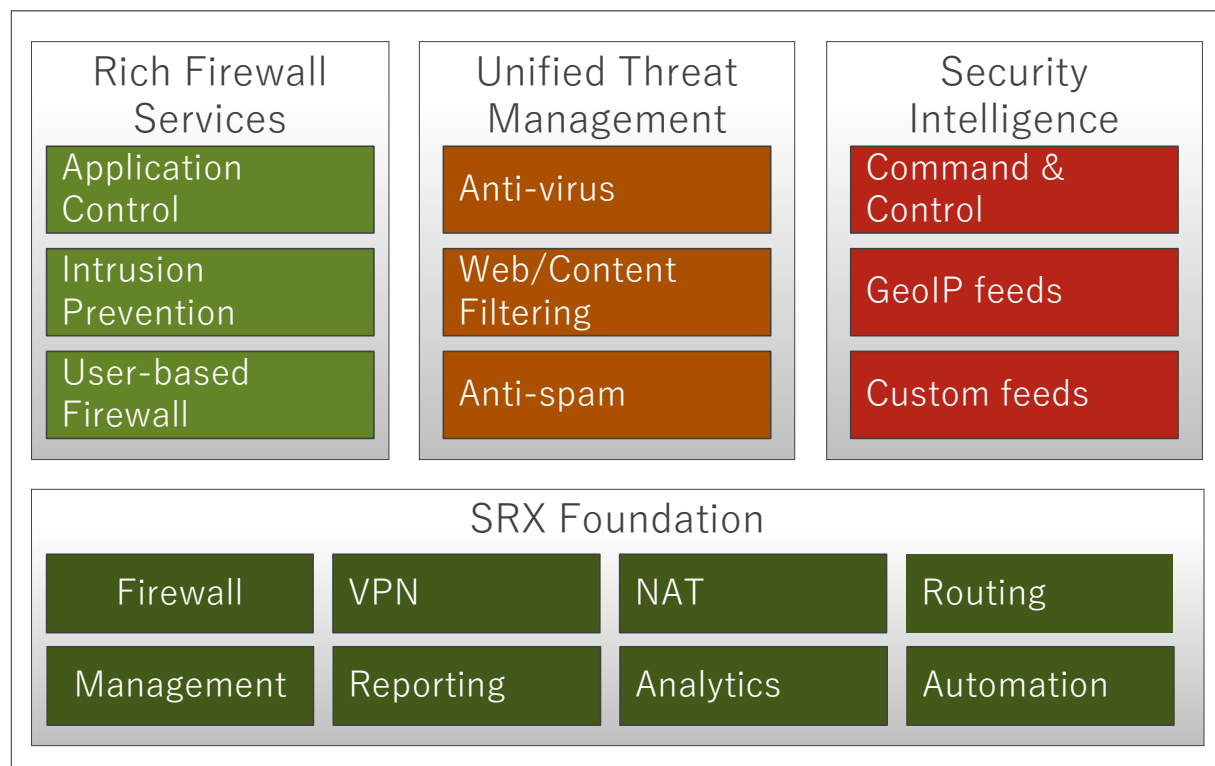 Rich Firewall
Services
Application
Control
Intrusion
Prevention
User-based
Firewall
Unified Threat
Management
Anti-virus
Web/Content
Filtering
Anti-spam
Security
Intelligence
Command &
Control
GeoIP feeds
Custom feeds
SRX Foundation
Firewall
VPN
NAT
Routing
Management
Reporting
Analytics
Automation